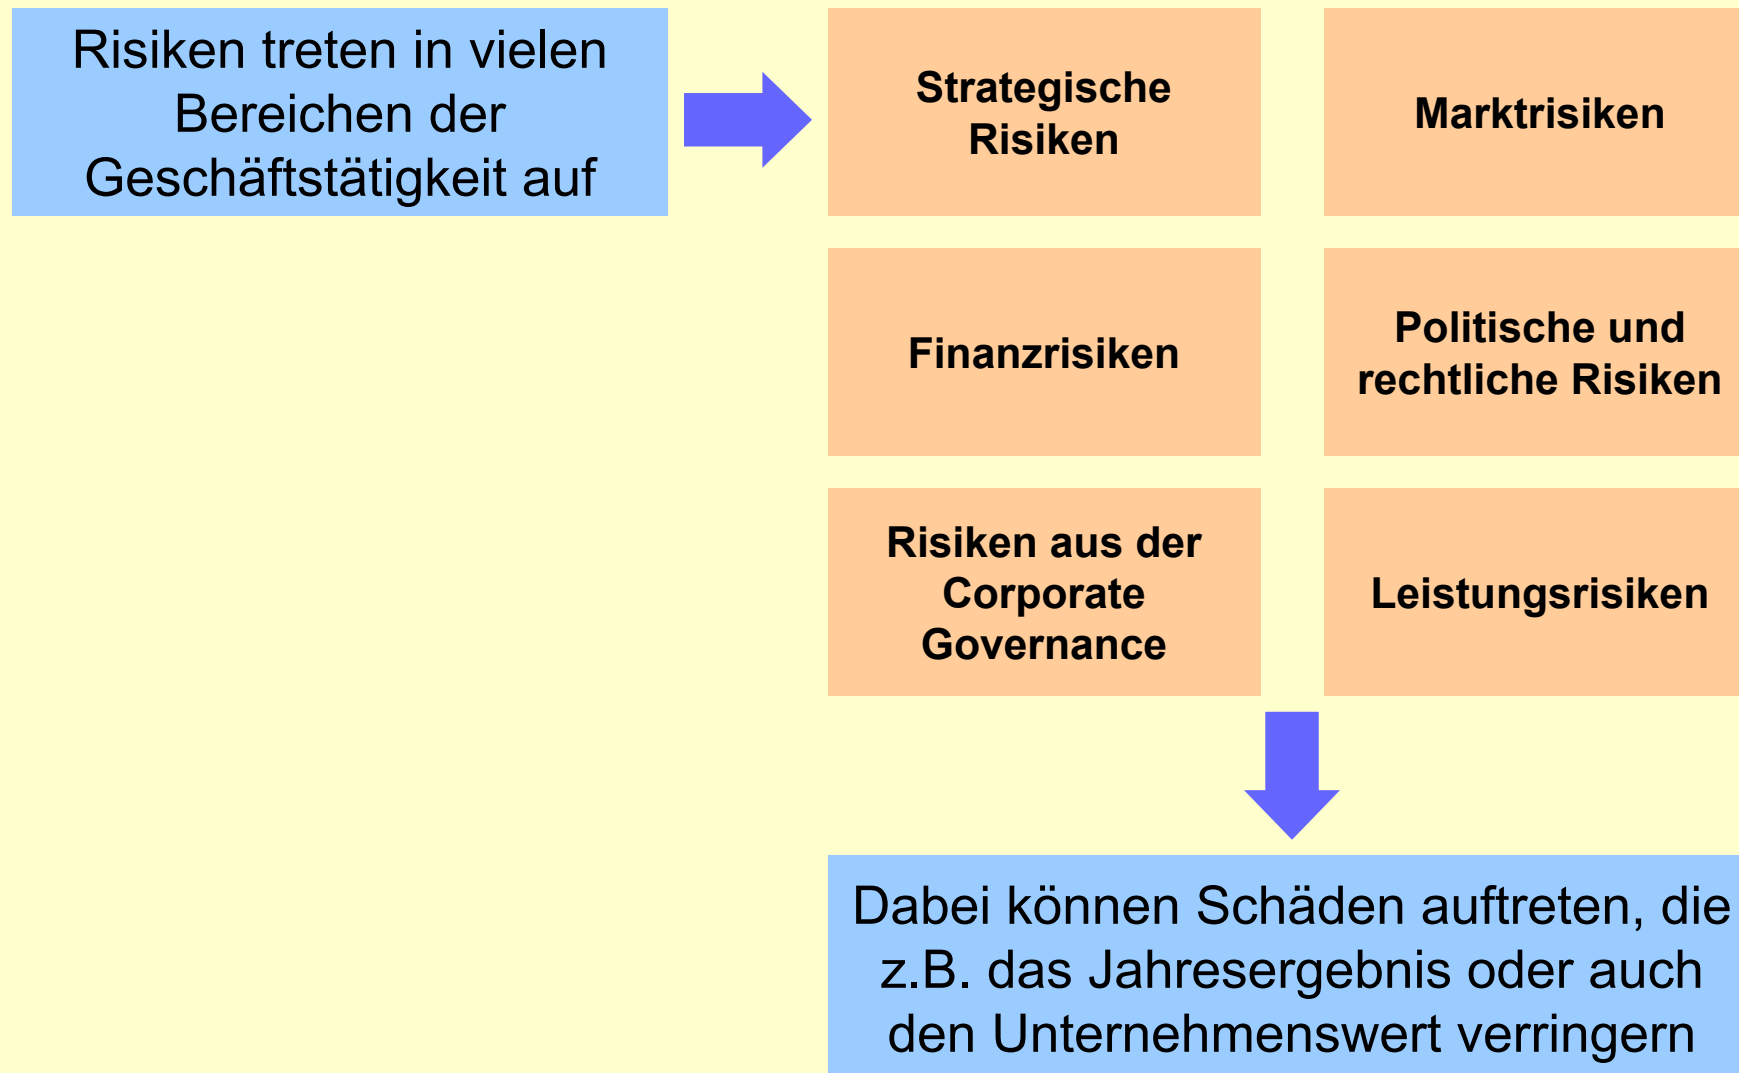 Risiken treten in vielen
Bereichen der
Geschäftstätigkeit auf
Strategische
Risiken
Marktrisiken
Finanzrisiken
Politische und
rechtliche Risiken
Risiken aus der
Corporate
Governance
Leistungsrisiken
Dabei können Schäden auftreten, die
z.B. das Jahresergebnis oder auch
den Unternehmenswert verringern